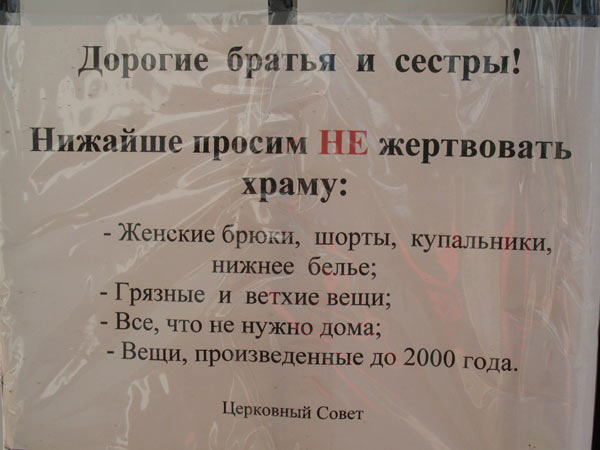 Дорогие братья и сестры!
Нижайше просим НЕ жертвовать
храму:
- Женские брюки, шорты, купальники,
нижнее белье;
- Грязные и ветхие вещи;
- Все, что не нужно дома;
- Вещи, произведенные до 2000 года.
Церковный Совет